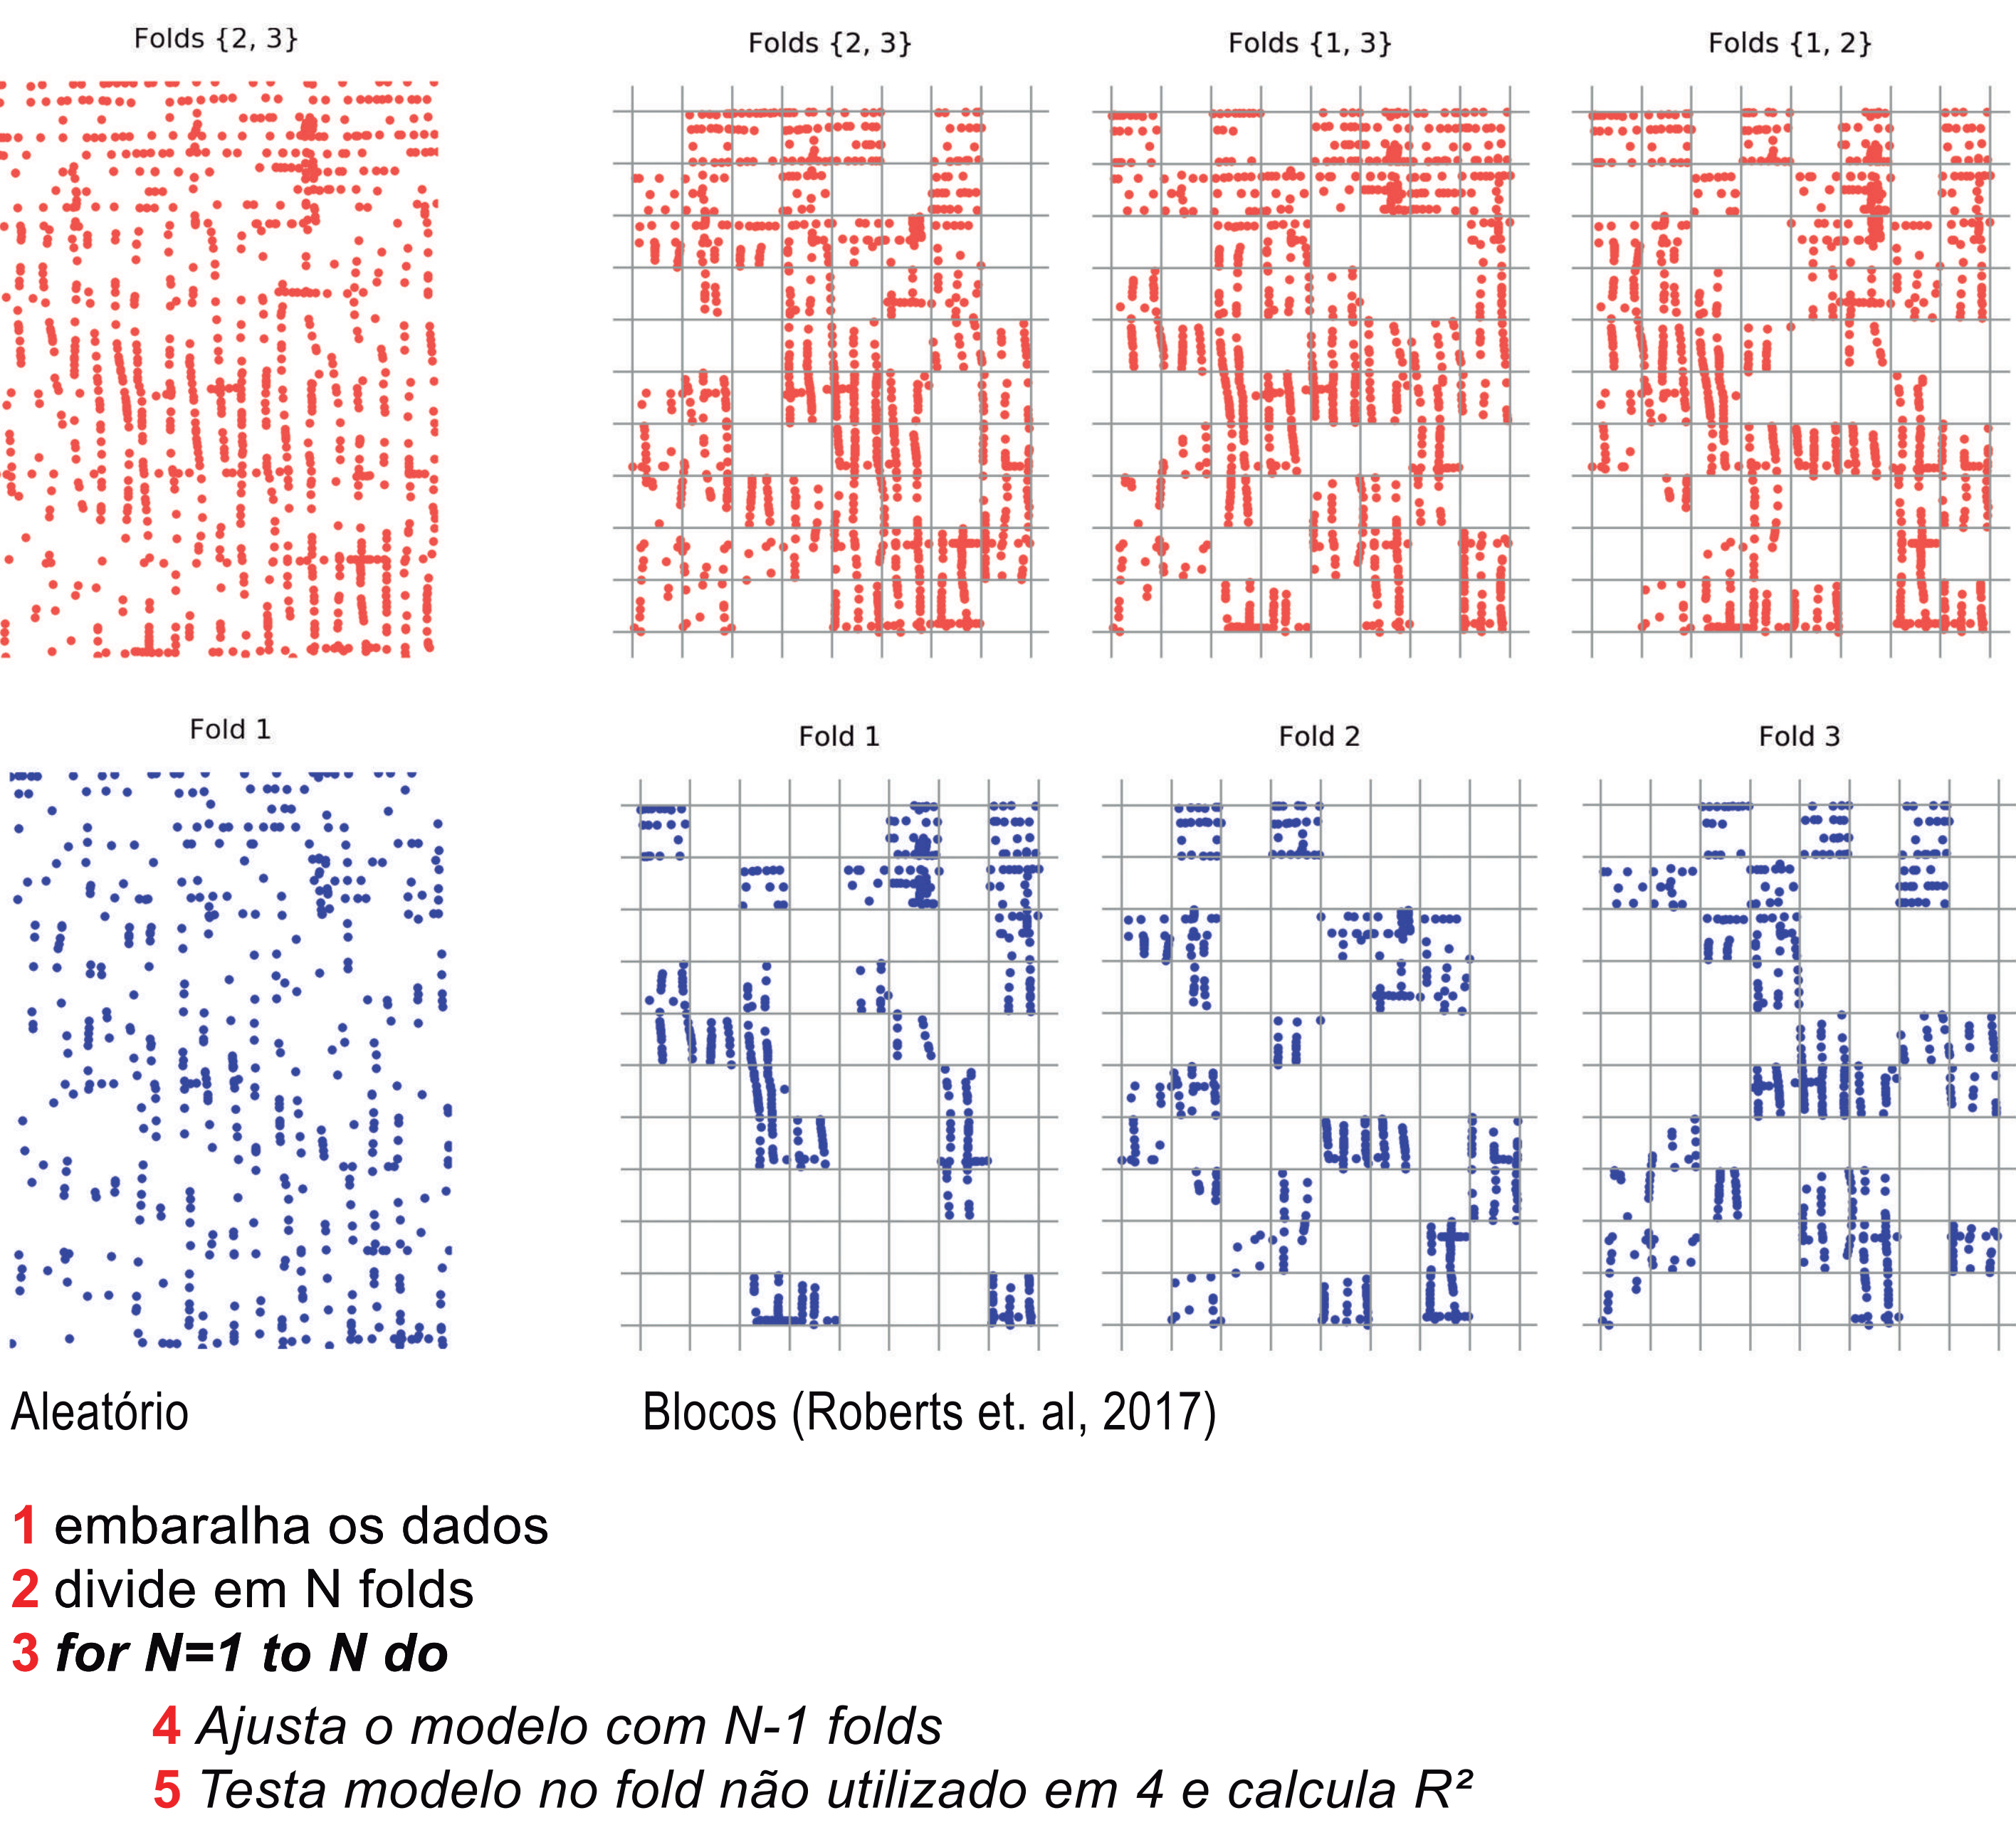 Folds {2, 3}
Folds {2, 3}
Folds {1, 3}
Folds {1, 2}
Fold 1
Fold 1
Fold 2
Fold 3
Aleatório
Blocos (Roberts et. al, 2017)
1 embaralha os dados
2 divide em N folds
3 for N=1 to N do
4 Ajusta o modelo com N-1 folds
5 Testa modelo no fold não utilizado em 4 e calcula R²